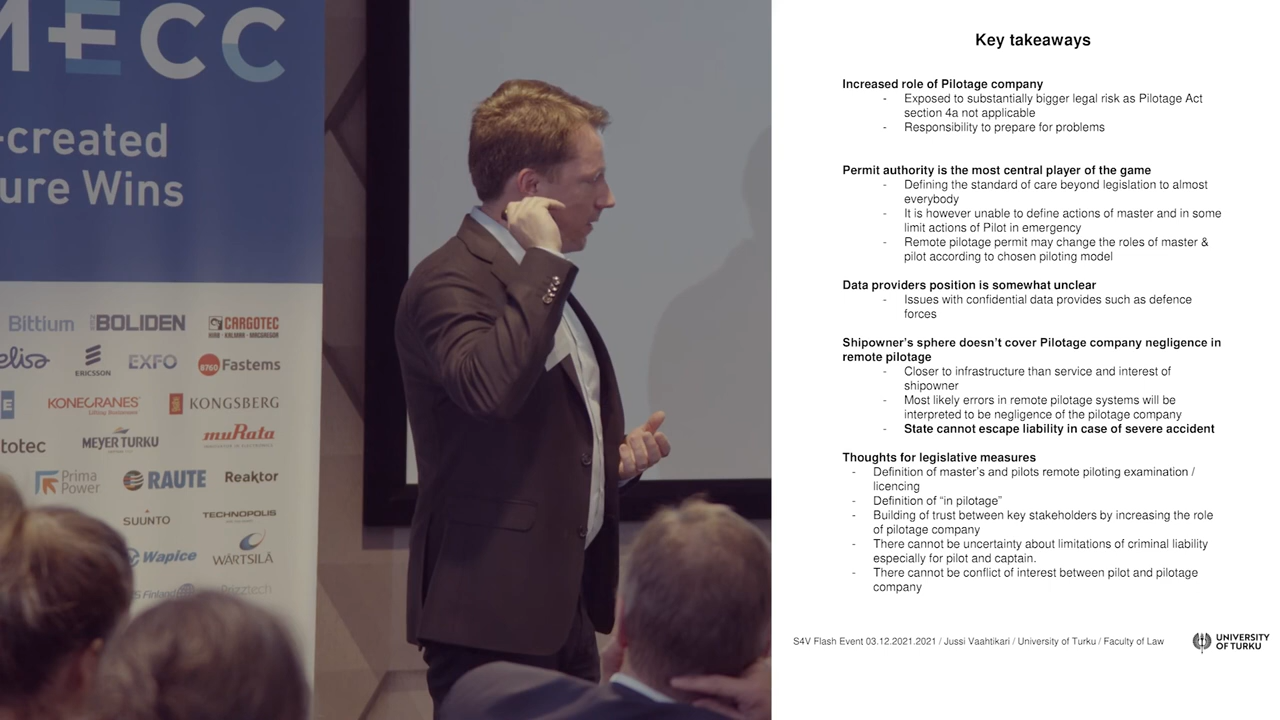 MECC
-created
ure Wins
Bittium
BOLIDEN
CARGOTEC
elisa
ERICSSON
EXFO
8760 Fastems
E
KONECRANES
Lifting Businesses
KONGSBERG
totec
MEYER TURKU
muRata
Prima
Power
RAUTE
Reaktor
SUUNTO
TECHNOPOLIS
Wapice
WÄRTSILÄ
Key takeaways
Increased role of Pilotage company
- Exposed to substantially bigger legal risk as Pilotage Act
section 4a not applicable
- Responsibility to prepare for problems
Permit authority is the most central player of the game
- Defining the standard of care beyond legislation to almost
everybody
- It is however unable to define actions of master and in some
limit actions of Pilot in emergency
- Remote pilotage permit may change the roles of master &
pilot according to chosen piloting model
Data providers position is somewhat unclear
- Issues with confidential data provides such as defence
forces
Shipowner’s sphere doesn’t cover Pilotage company negligence in
remote pilotage
- Closer to infrastructure than service and interest of
shipowner
- Most likely errors in remote pilotage systems will be
interpreted to be negligence of the pilotage company
- State cannot escape liability in case of severe accident
Thoughts for legislative measures
- Definition of master’s and pilots remote piloting examination /
licencing
- Definition of “in pilotage”
- Building of trust between key stakeholders by increasing the role
of pilotage company
- There cannot be uncertainty about limitations of criminal liability
especially for pilot and captain.
- There cannot be conflict of interest between pilot and pilotage
company
S4V Flash Event 03.12.2021.2021 / Jussi Vaahtikari / University of Turku / Faculty of Law
UNIVERSITY
OF TURKU